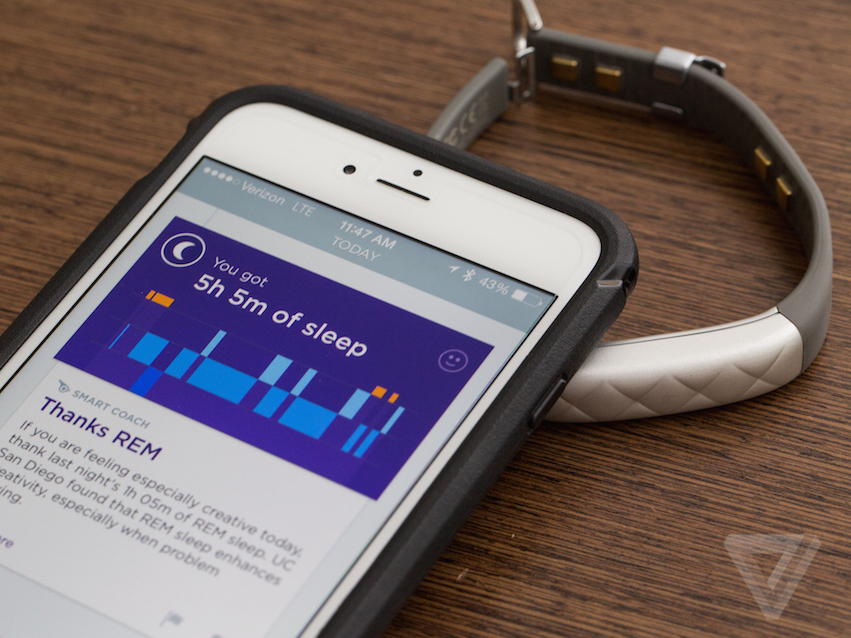 Verizon LTE
11:47 AM
43%
TODAY
You got
5h 5m of sleep
SMART COACH
Thanks REM
If you are feeling especially creative today,
thank last night's 1h 05m of REM sleep. UC
San Diego found that REM sleep enhances
creativity, especially when problem